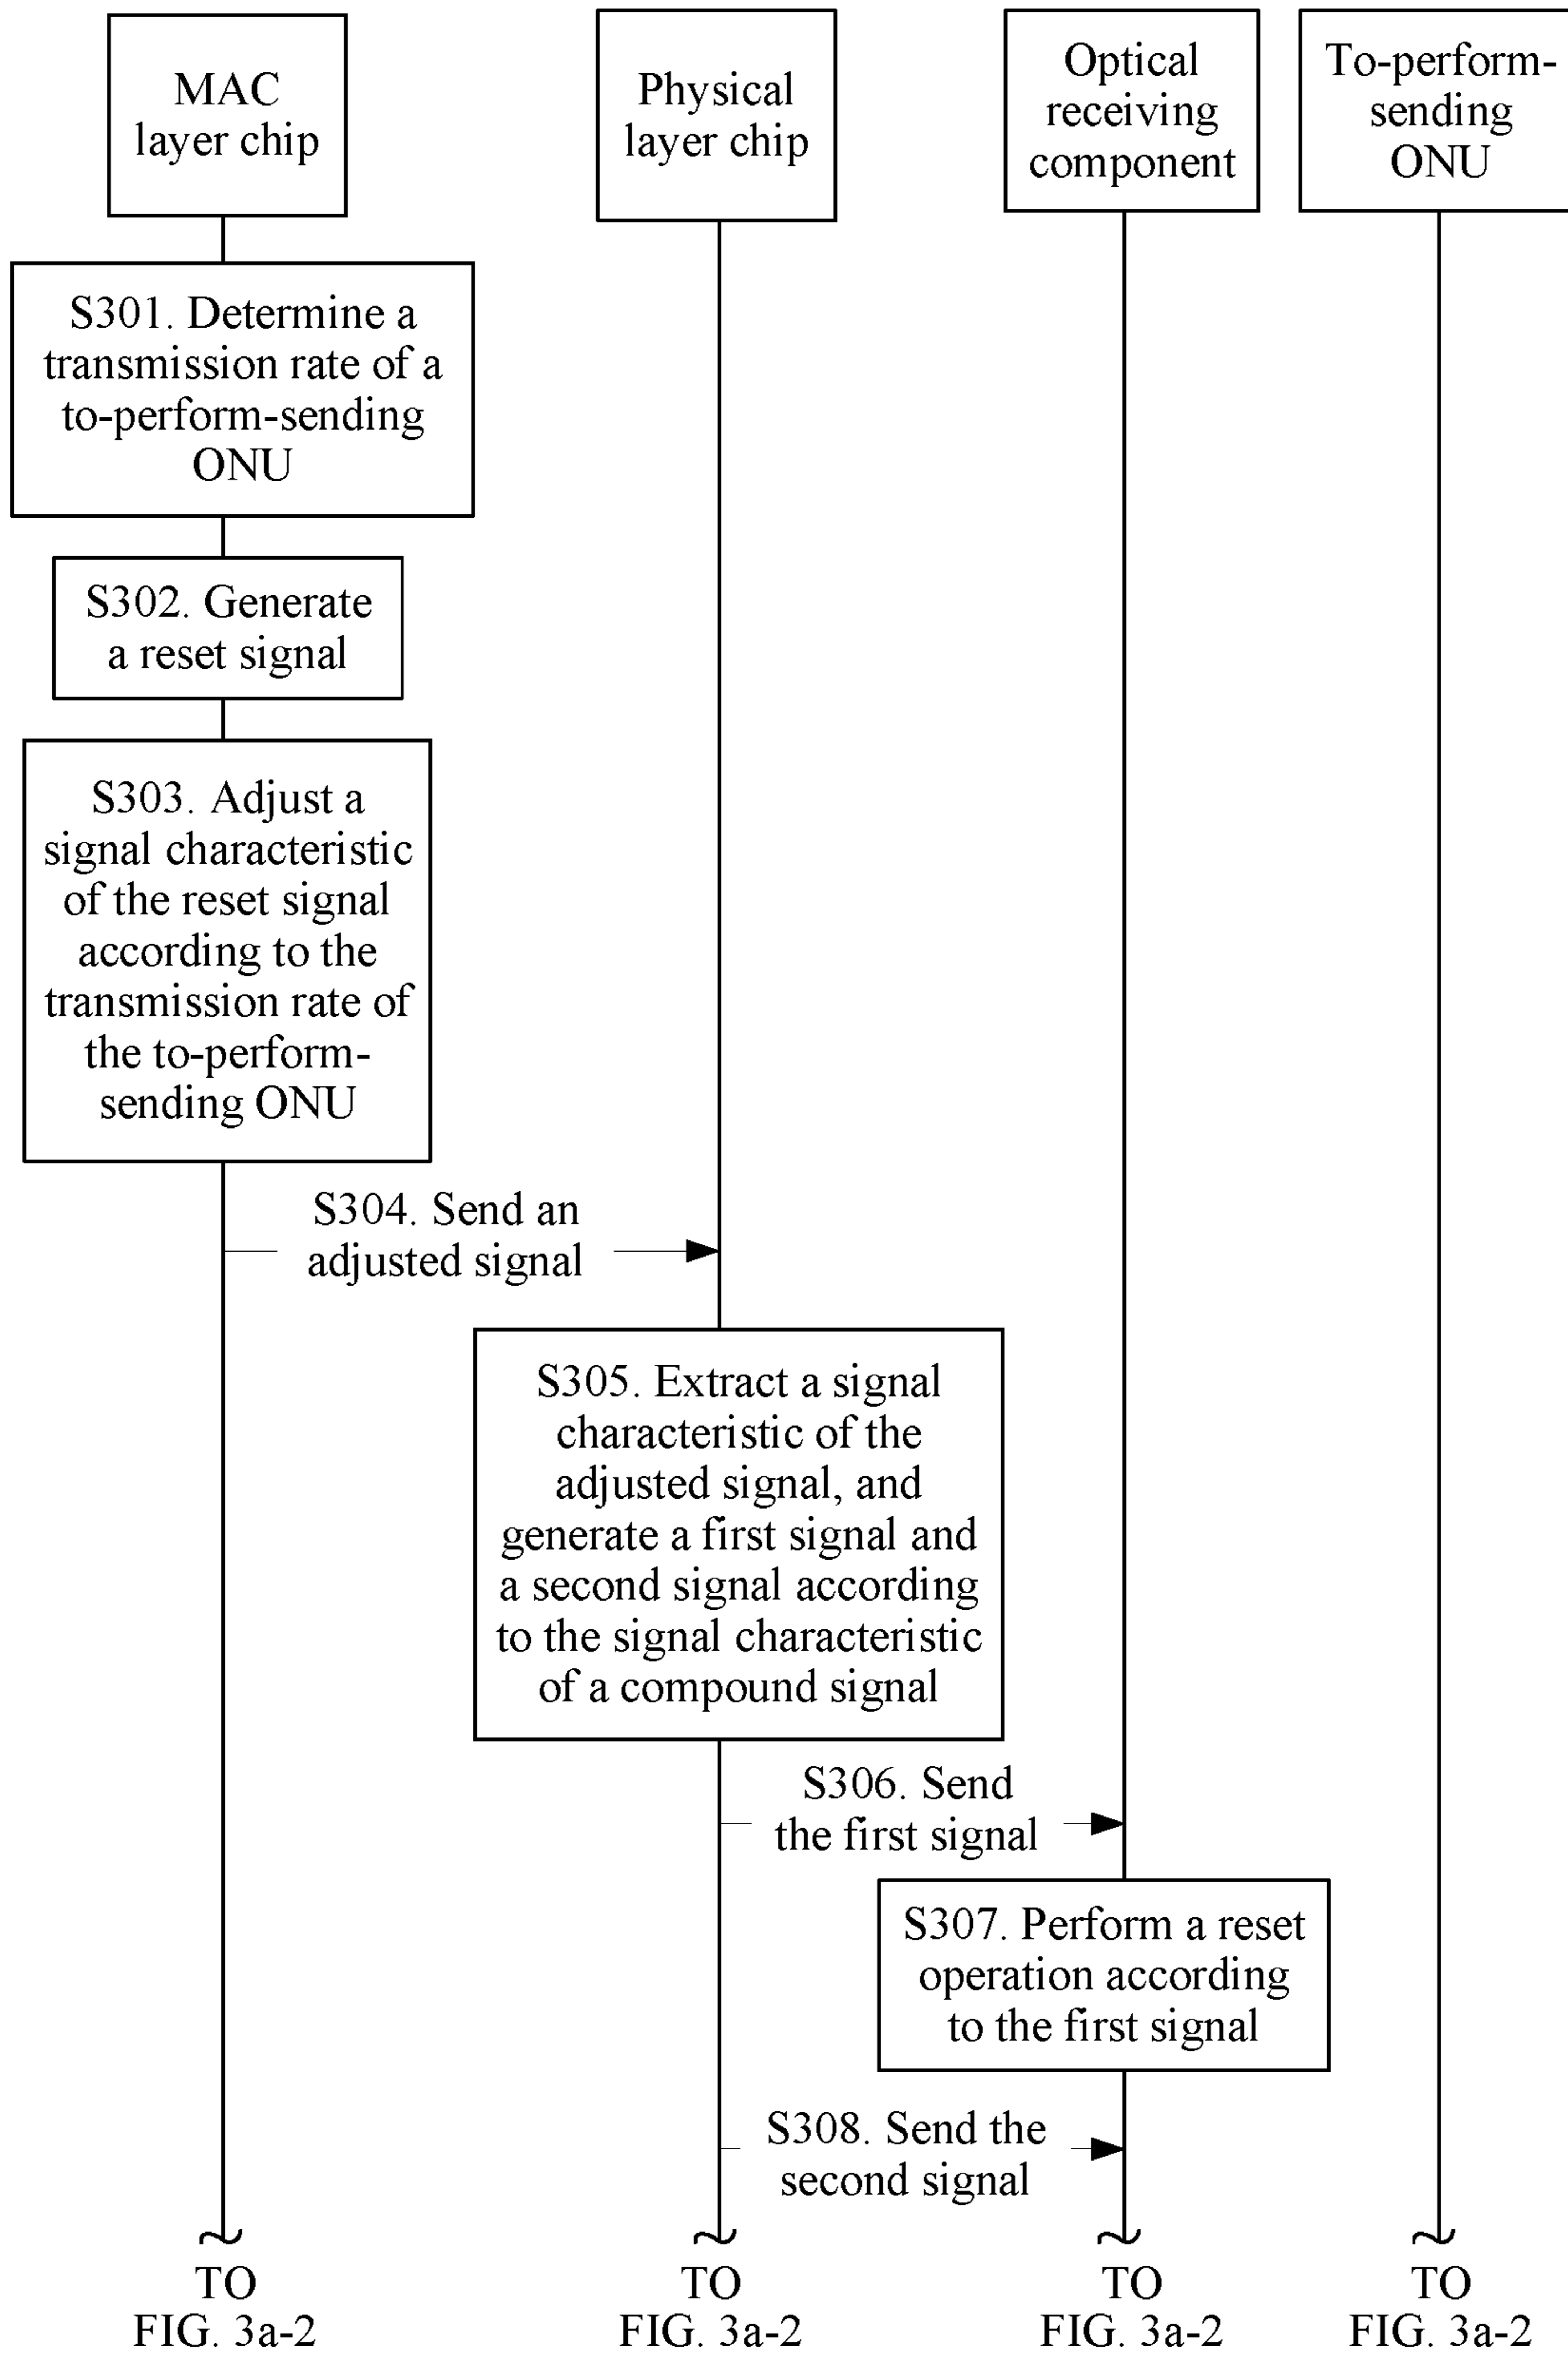 MAC
layer chip
Physical
layer chip
Optical
receiving
component
To-perform-
sending
ONU
S301. Determine a
transmission rate of a
to-perform-sending
ONU
S302. Generate
a reset signal
S303. Adjust a
signal characteristic
of the reset signal
according to the
transmission rate of
the to-perform-
sending ONU
S304. Send an
adjusted signal
S305. Extract a signal
characteristic of the
adjusted signal, and
generate a first signal and
a second signal according
to the signal characteristic
of a compound signal
S306. Send
the first signal
S307. Perform a reset
operation according
to the first signal
S308. Send the
second signal
TO
FIG. 3a-2
TO
FIG. 3a-2
TO
FIG. 3a-2
TO
FIG. 3a-2